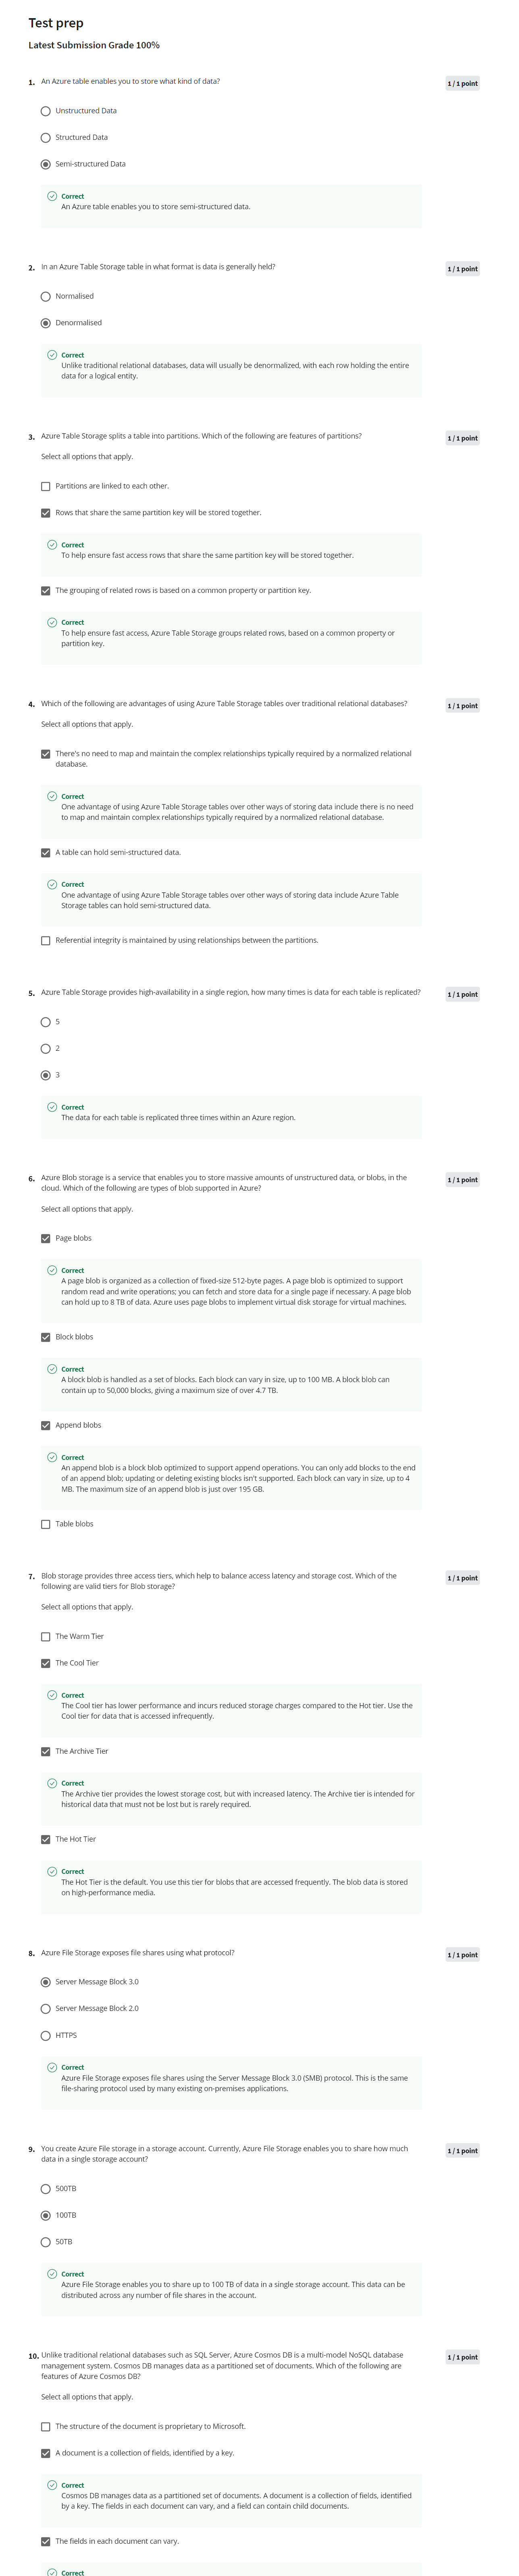 Test prep
Latest Submission Grade 100%
1. An Azure table enables you to store what kind of data?
1 / 1 point
Unstructured Data
Structured Data
Semi-structured Data
Correct
An Azure table enables you to store semi-structured data.
2. In an Azure Table Storage table in what format is data is generally held?
1 / 1 point
Normalised
Denormalised
Correct
Unlike traditional relational databases, data will usually be denormalized, with each row holding the entire
data for a logical entity.
3. Azure Table Storage splits a table into partitions. Which of the following are features of partitions?
1 / 1 point
Select all options that apply.
Partitions are linked to each other.
Rows that share the same partition key will be stored together.
Correct
To help ensure fast access rows that share the same partition key will be stored together.
The grouping of related rows is based on a common property or partition key.
Correct
To help ensure fast access, Azure Table Storage groups related rows, based on a common property or
partition key.
4. Which of the following are advantages of using Azure Table Storage tables over traditional relational databases?
1 / 1 point
Select all options that apply.
There's no need to map and maintain the complex relationships typically required by a normalized relational
database.
Correct
One advantage of using Azure Table Storage tables over other ways of storing data include there is no need
to map and maintain complex relationships typically required by a normalized relational database.
A table can hold semi-structured data.
Correct
One advantage of using Azure Table Storage tables over other ways of storing data include Azure Table
Storage tables can hold semi-structured data.
Referential integrity is maintained by using relationships between the partitions.
5. Azure Table Storage provides high-availability in a single region, how many times is data for each table is replicated?
1 / 1 point
5
2
3
Correct
The data for each table is replicated three times within an Azure region.
6. Azure Blob storage is a service that enables you to store massive amounts of unstructured data, or blobs, in the
cloud. Which of the following are types of blob supported in Azure?
1 / 1 point
Select all options that apply.
Page blobs
Correct
A page blob is organized as a collection of fixed-size 512-byte pages. A page blob is optimized to support
random read and write operations; you can fetch and store data for a single page if necessary. A page blob
can hold up to 8 TB of data. Azure uses page blobs to implement virtual disk storage for virtual machines.
Block blobs
Correct
A block blob is handled as a set of blocks. Each block can vary in size, up to 100 MB. A block blob can
contain up to 50,000 blocks, giving a maximum size of over 4.7 TB.
Append blobs
Correct
An append blob is a block blob optimized to support append operations. You can only add blocks to the end
of an append blob; updating or deleting existing blocks isn't supported. Each block can vary in size, up to 4
MB. The maximum size of an append blob is just over 195 GB.
Table blobs
7. Blob storage provides three access tiers, which help to balance access latency and storage cost. Which of the
following are valid tiers for Blob storage?
1 / 1 point
Select all options that apply.
The Warm Tier
The Cool Tier
Correct
The Cool tier has lower performance and incurs reduced storage charges compared to the Hot tier. Use the
Cool tier for data that is accessed infrequently.
The Archive Tier
Correct
The Archive tier provides the lowest storage cost, but with increased latency. The Archive tier is intended for
historical data that must not be lost but is rarely required.
The Hot Tier
Correct
The Hot Tier is the default. You use this tier for blobs that are accessed frequently. The blob data is stored
on high-performance media.
8. Azure File Storage exposes file shares using what protocol?
1 / 1 point
Server Message Block 3.0
Server Message Block 2.0
HTTPS
Correct
Azure File Storage exposes file shares using the Server Message Block 3.0 (SMB) protocol. This is the same
file-sharing protocol used by many existing on-premises applications.
9. You create Azure File storage in a storage account. Currently, Azure File Storage enables you to share how much
data in a single storage account?
1 / 1 point
500TB
100TB
50TB
Correct
Azure File Storage enables you to share up to 100 TB of data in a single storage account. This data can be
distributed across any number of file shares in the account.
10. Unlike traditional relational databases such as SQL Server, Azure Cosmos DB is a multi-model NoSQL database
management system. Cosmos DB manages data as a partitioned set of documents. Which of the following are
features of Azure Cosmos DB?
1 / 1 point
Select all options that apply.
The structure of the document is proprietary to Microsoft.
A document is a collection of fields, identified by a key.
Correct
Cosmos DB manages data as a partitioned set of documents. A document is a collection of fields, identified
by a key. The fields in each document can vary, and a field can contain child documents.
The fields in each document can vary.
Correct